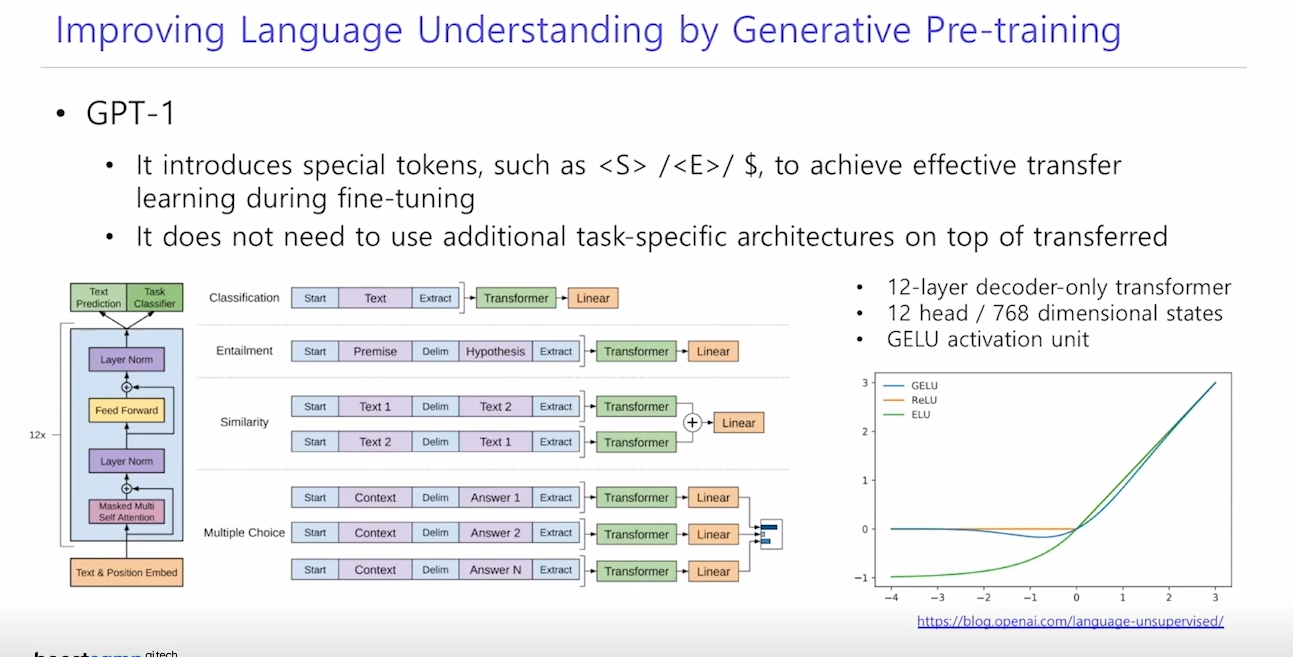 Improving Language Understanding by Generative Pre-training
• GPT-1
• It introduces special tokens, such as <S> /<E>/ $, to achieve effective transfer
learning during fine-tuning
• It does not need to use additional task-specific architectures on top of transferred
Text
Prediction
Task
Classifier
Layer Norm
Feed Forward
12x
Layer Norm
Masked Multi
Self Attention
Text & Position Embed
Classification Start Text Extract Transformer Linear
Entailment Start Premise Delim Hypothesis Extract Transformer Linear
Similarity
Start Text 1 Delim Text 2 Extract Transformer
Linear
Start Text 2 Delim Text 1 Extract Transformer
Multiple Choice
Start Context Delim Answer 1 Extract Transformer Linear
Start Context Delim Answer 2 Extract Transformer Linear
Start Context Delim Answer N Extract Transformer Linear
• 12-layer decoder-only transformer
• 12 head / 768 dimensional states
• GELU activation unit
GELU
ReLU
ELU
3
2
1
0
−1
−4 −3 −2 −1 0 1 2 3
https://blog.openai.com/language-unsupervised/